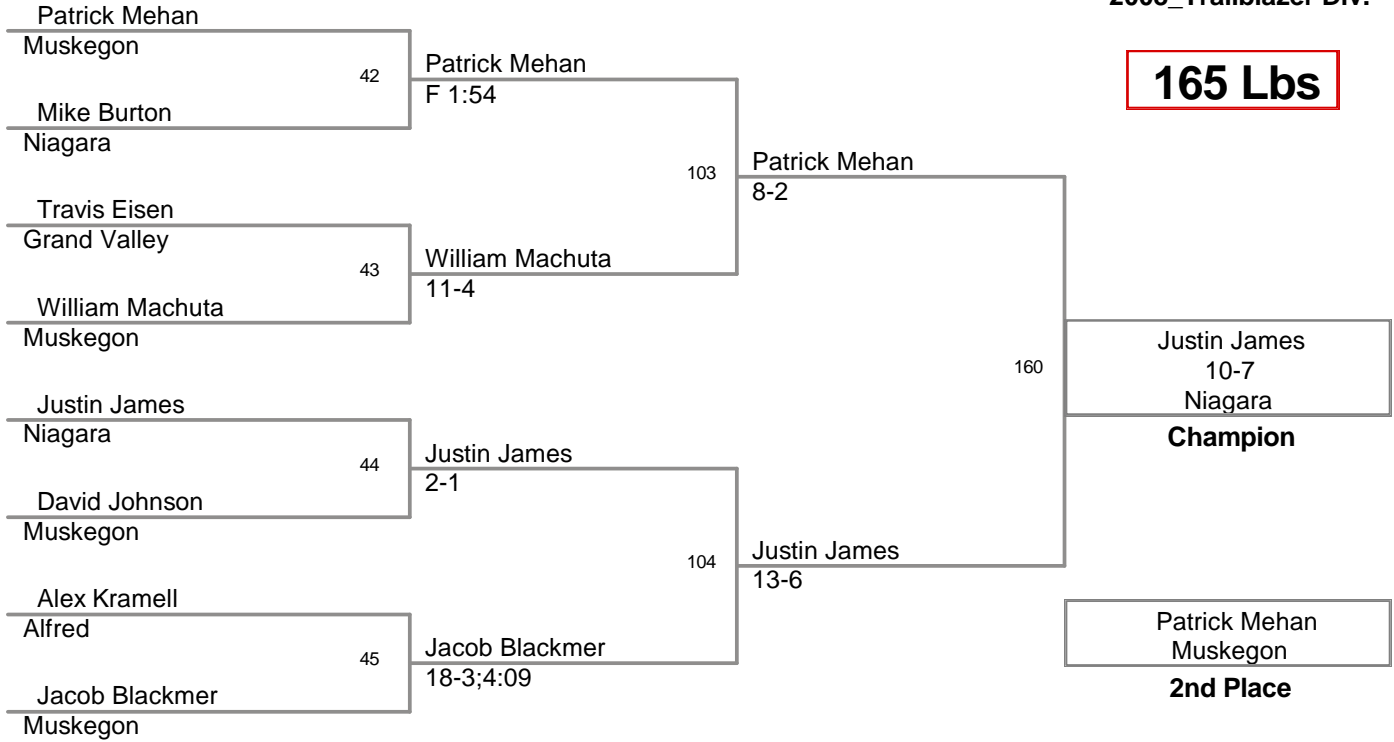 Div.
165 Lbs
Patrick Mehan
Muskegon
42
Mike Burton
Niagara
Travis Eisen
Grand Valley
43
William Machuta
Muskegon
Justin James
Niagara
44
David Johnson
Muskegon
Alex Kramell
Alfred
45
Jacob Blackmer
Muskegon
Patrick Mehan
F 1:54
103
William Machuta
11-4
Justin James
2-1
104
Jacob Blackmer
18-3;4:09
Patrick Mehan
8-2
160
Justin James
13-6
Justin James
10-7
Niagara
Champion
Patrick Mehan
Muskegon
2nd Place